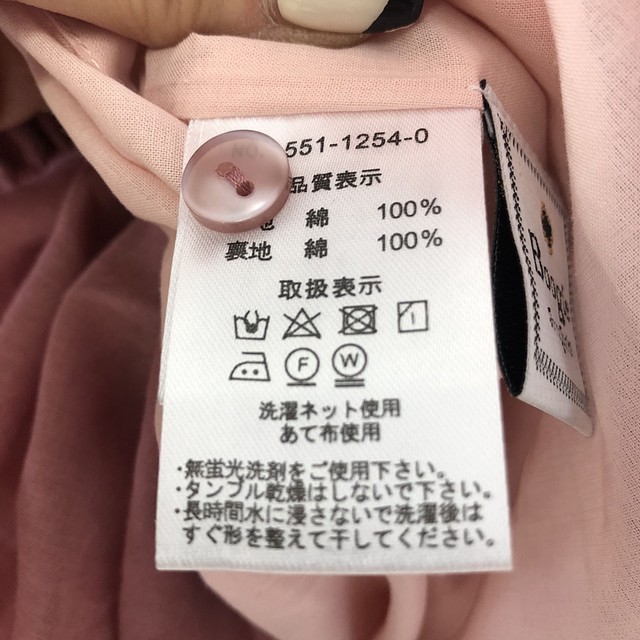 551-1254-0
品質表示
地 綿 100%
裏地 綿 100%
取扱表示
F W
洗濯ネット使用
あて布使用
・無蛍光洗剤をご使用下さい。
・タンブル乾燥はしないで下さい。
・長時間水に浸さないで洗濯後は
すぐ形を整えて干してください。